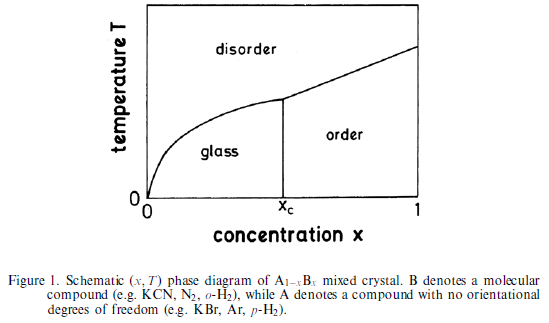 temperature T
disorder
glass
order
0
0
xc
1
concentration x
Figure 1. Schematic (x, T) phase diagram of A1−xBx mixed crystal. B denotes a molecular
compound (e.g. KCN, N2, o-H2), while A denotes a compound with no orientational
degrees of freedom (e.g. KBr, Ar, p-H2).